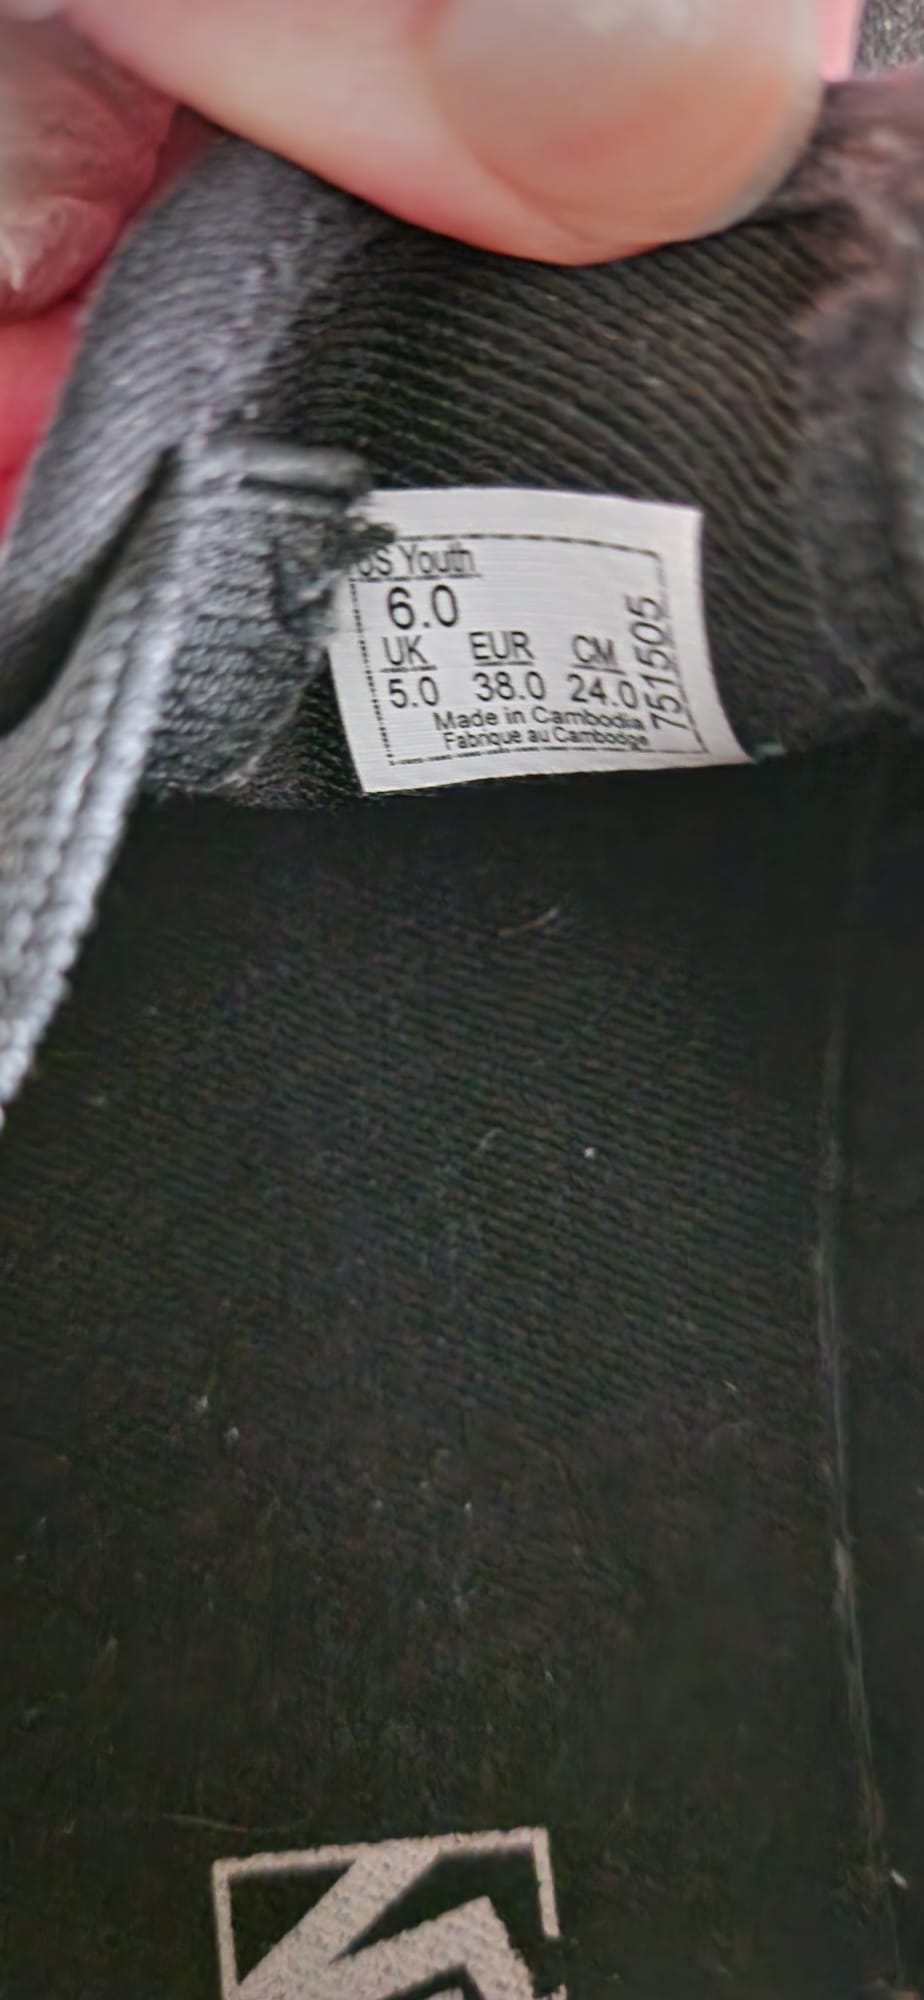 US Youth
6.0
UK EUR CM
5.0 38.0 24.0
Made in Cambodia
Fabrique au Cambodge
751505